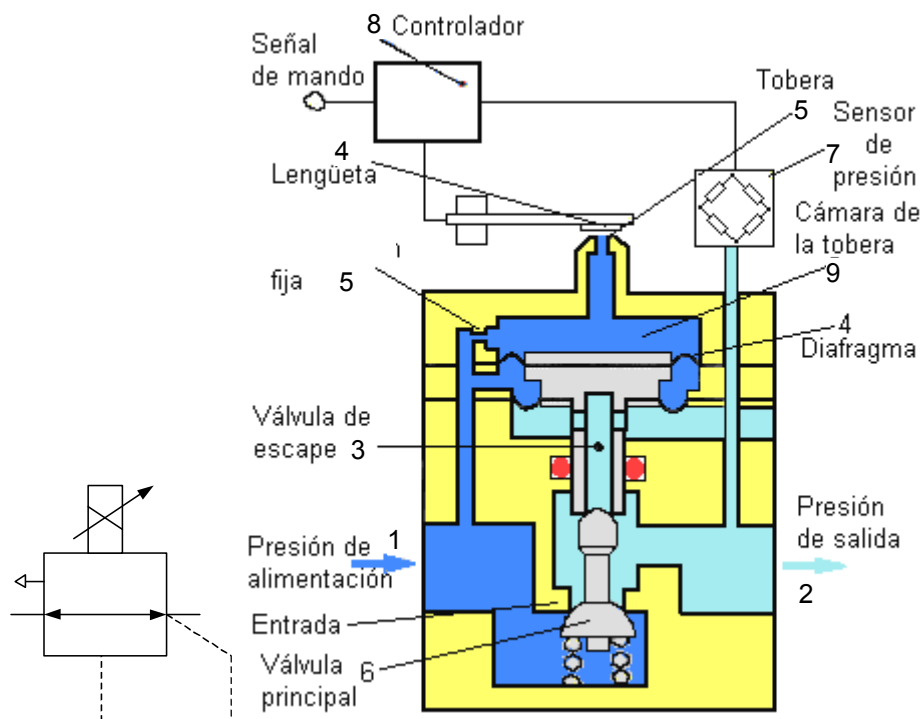 8 Controlador
Señal
de mando
Tobera
5
Sensor
de
presión
7
4
Lengüeta
Cámara de
la tobera
9
fija
5
4
Diafragma
Válvula de
escape 3
Presión
de salida
2
1
Presión de
alimentación
Entrada
Válvula
principal
6